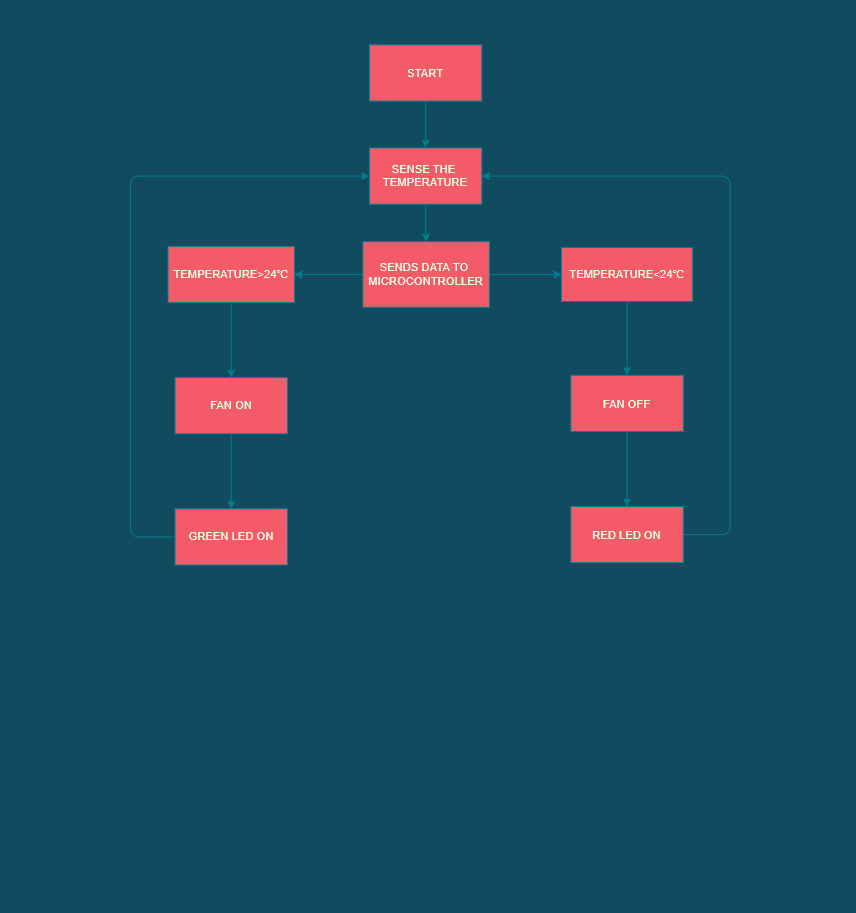 START
SENSE THE
TEMPERATURE
SENDS DATA TO
MICROCONTROLLER
TEMPERATURE>24℃
TEMPERATURE<24℃
FAN ON
FAN OFF
GREEN LED ON
RED LED ON